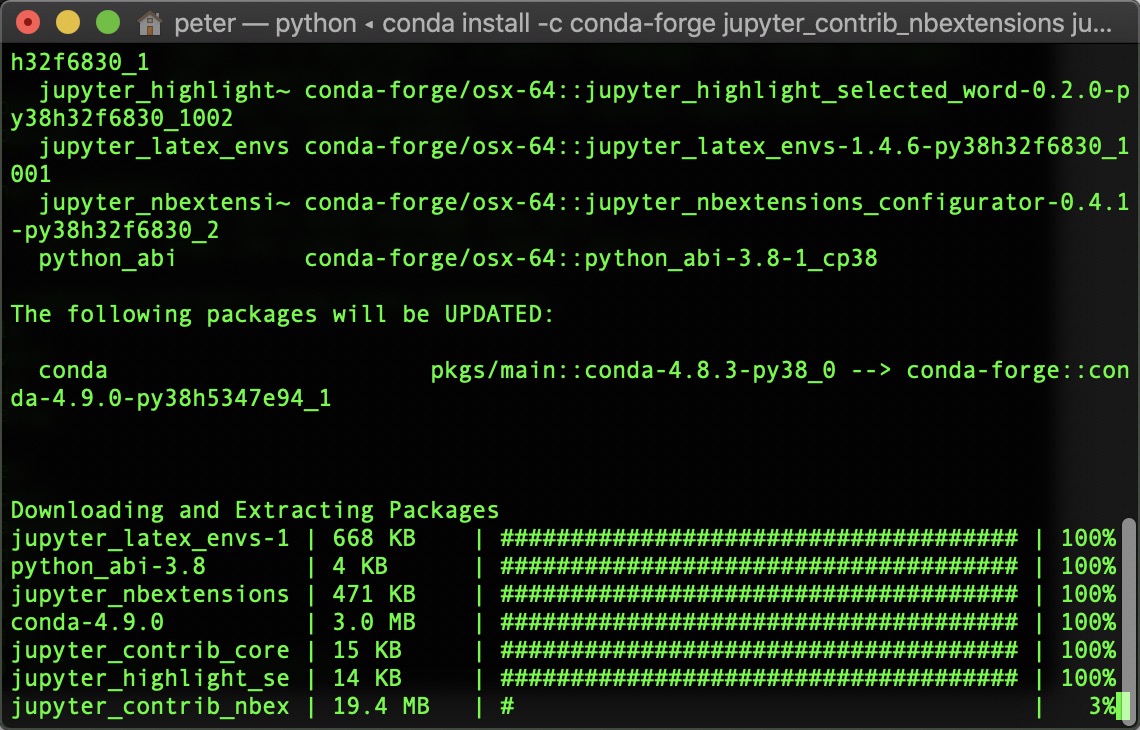 peter — python ◂ conda install -c conda-forge jupyter_contrib_nbextensions ju...
h32f6830_1
  jupyter_highlight~ conda-forge/osx-64::jupyter_highlight_selected_word-0.2.0-p
y38h32f6830_1002
  jupyter_latex_envs conda-forge/osx-64::jupyter_latex_envs-1.4.6-py38h32f6830_1
001
  jupyter_nbextensi~ conda-forge/osx-64::jupyter_nbextensions_configurator-0.4.1
-py38h32f6830_2
  python_abi         conda-forge/osx-64::python_abi-3.8-1_cp38
The following packages will be UPDATED:
  conda                       pkgs/main::conda-4.8.3-py38_0 --> conda-forge::con
da-4.9.0-py38h5347e94_1
Downloading and Extracting Packages
jupyter_latex_envs-1 | 668 KB    | ##################################### | 100%
python_abi-3.8       | 4 KB      | ##################################### | 100%
jupyter_nbextensions | 471 KB    | ##################################### | 100%
conda-4.9.0          | 3.0 MB    | ##################################### | 100%
jupyter_contrib_core | 15 KB     | ##################################### | 100%
jupyter_highlight_se | 14 KB     | ##################################### | 100%
jupyter_contrib_nbex | 19.4 MB   | #                                     |   3%